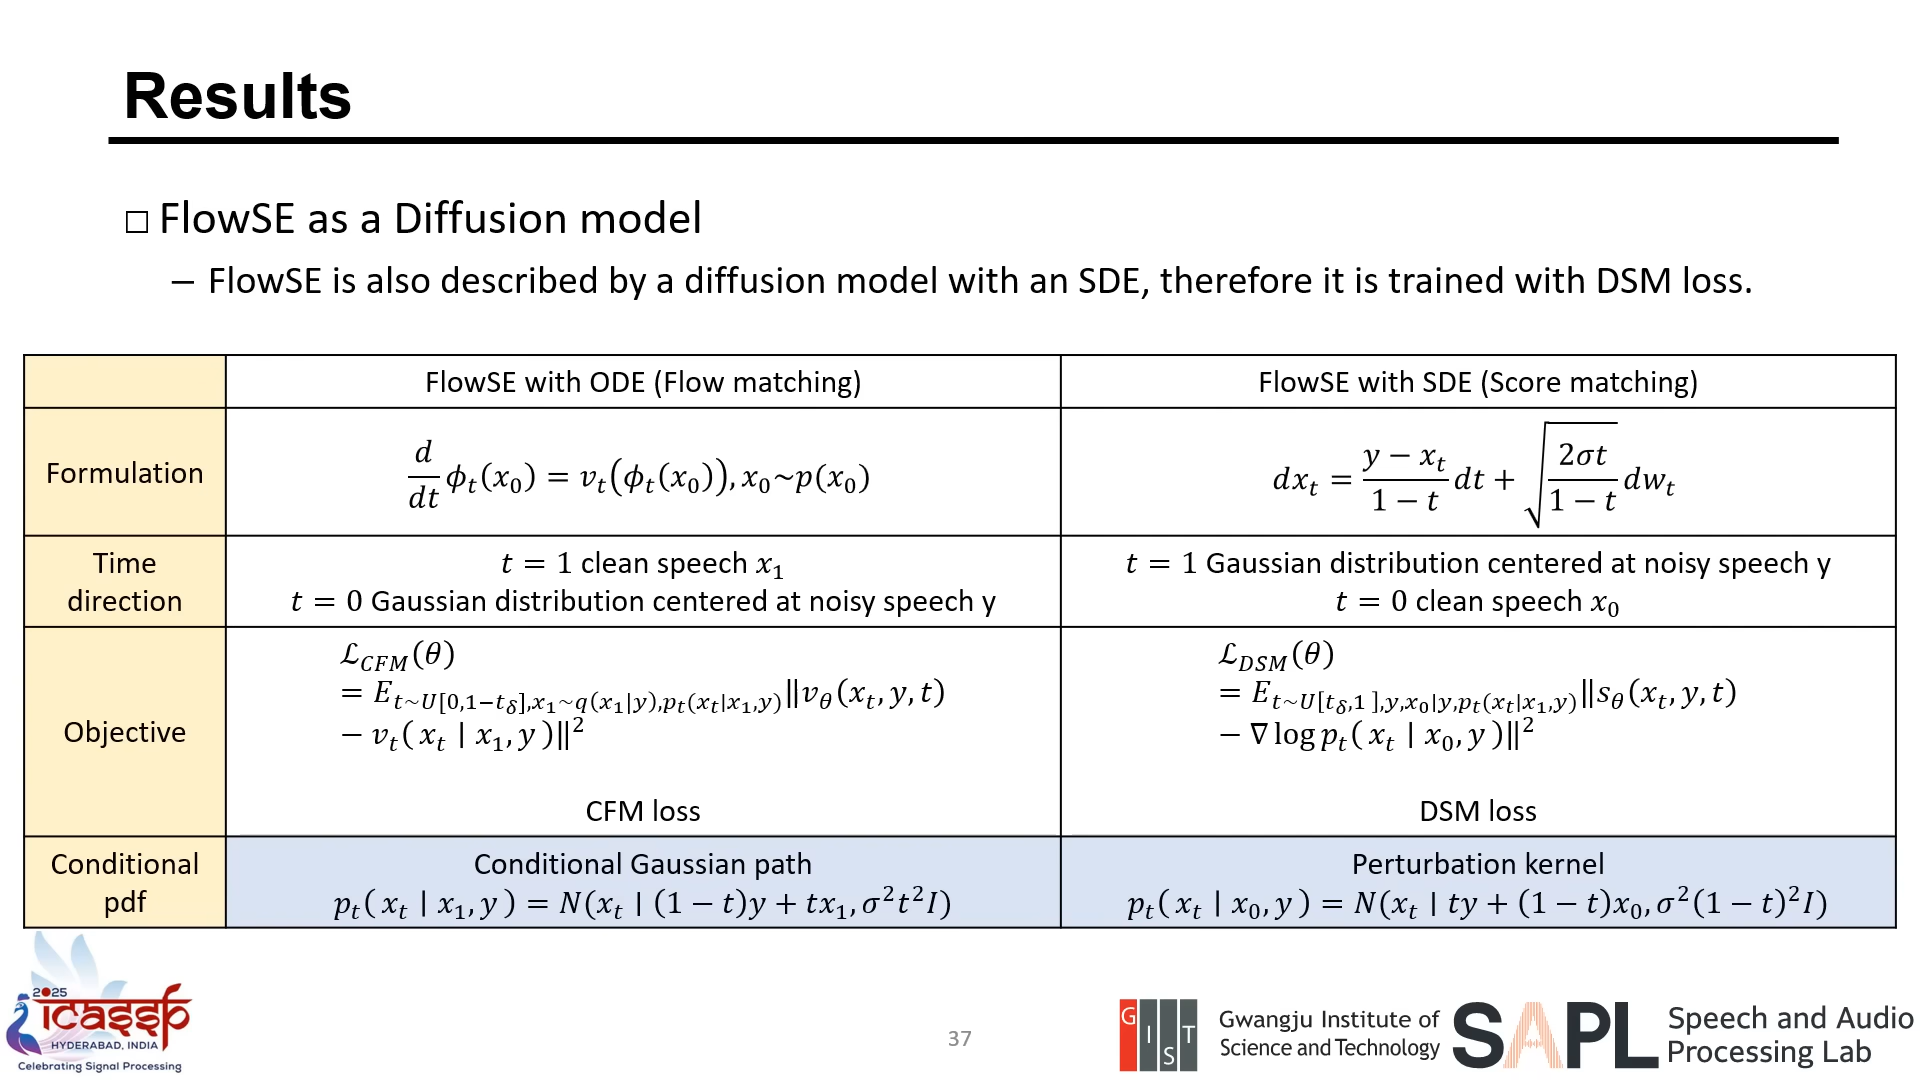 Results
□ FlowSE as a Diffusion model
– FlowSE is also described by a diffusion model with an SDE, therefore it is trained with DSM loss.
FlowSE with ODE (Flow matching)
FlowSE with SDE (Score matching)
Formulation
d/dt ϕ_t(x_0) = v_t(ϕ_t(x_0)), x_0~p(x_0)
dx_t = (y − x_t)/(1 − t) dt + √(2σt/(1 − t)) dw_t
Time
direction
t = 1 clean speech x_1
t = 0 Gaussian distribution centered at noisy speech y
t = 1 Gaussian distribution centered at noisy speech y
t = 0 clean speech x_0
Objective
ℒ_CFM(θ)
= E_{t~U[0,1−t_δ],x_1~q(x_1|y),p_t(x_t|x_1,y)}‖v_θ(x_t, y, t)
− v_t( x_t ∣ x_1, y )‖²
CFM loss
ℒ_DSM(θ)
= E_{t~U[t_δ,1 ],y,x_0|y,p_t(x_t|x_1,y)}‖s_θ(x_t, y, t)
− ∇ log p_t( x_t ∣ x_0, y )‖²
DSM loss
Conditional
pdf
Conditional Gaussian path
p_t( x_t ∣ x_1, y ) = N(x_t ∣ (1 − t)y + tx_1, σ²t²I)
Perturbation kernel
p_t( x_t ∣ x_0, y ) = N(x_t ∣ ty + (1 − t)x_0, σ²(1 − t)²I)
2025
icassp
HYDERABAD, INDIA
Celebrating Signal Processing
37
GIST
Gwangju Institute of
Science and Technology
SAPL
Speech and Audio
Processing Lab